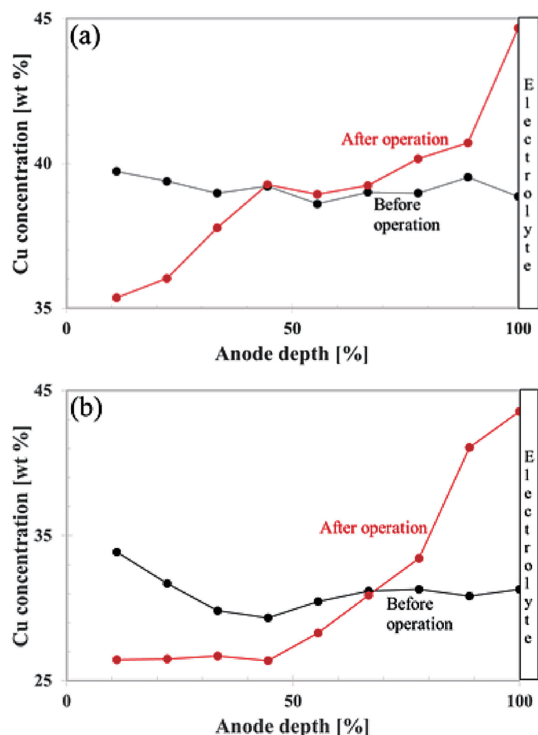 (a)
45
40
35
Cu concentration [wt %]
After operation
Before
operation
Electrolyte
0
50
100
Anode depth [%]
(b)
45
35
25
Cu concentration [wt %]
After operation
Before
operation
Electrolyte
0
50
100
Anode depth [%]